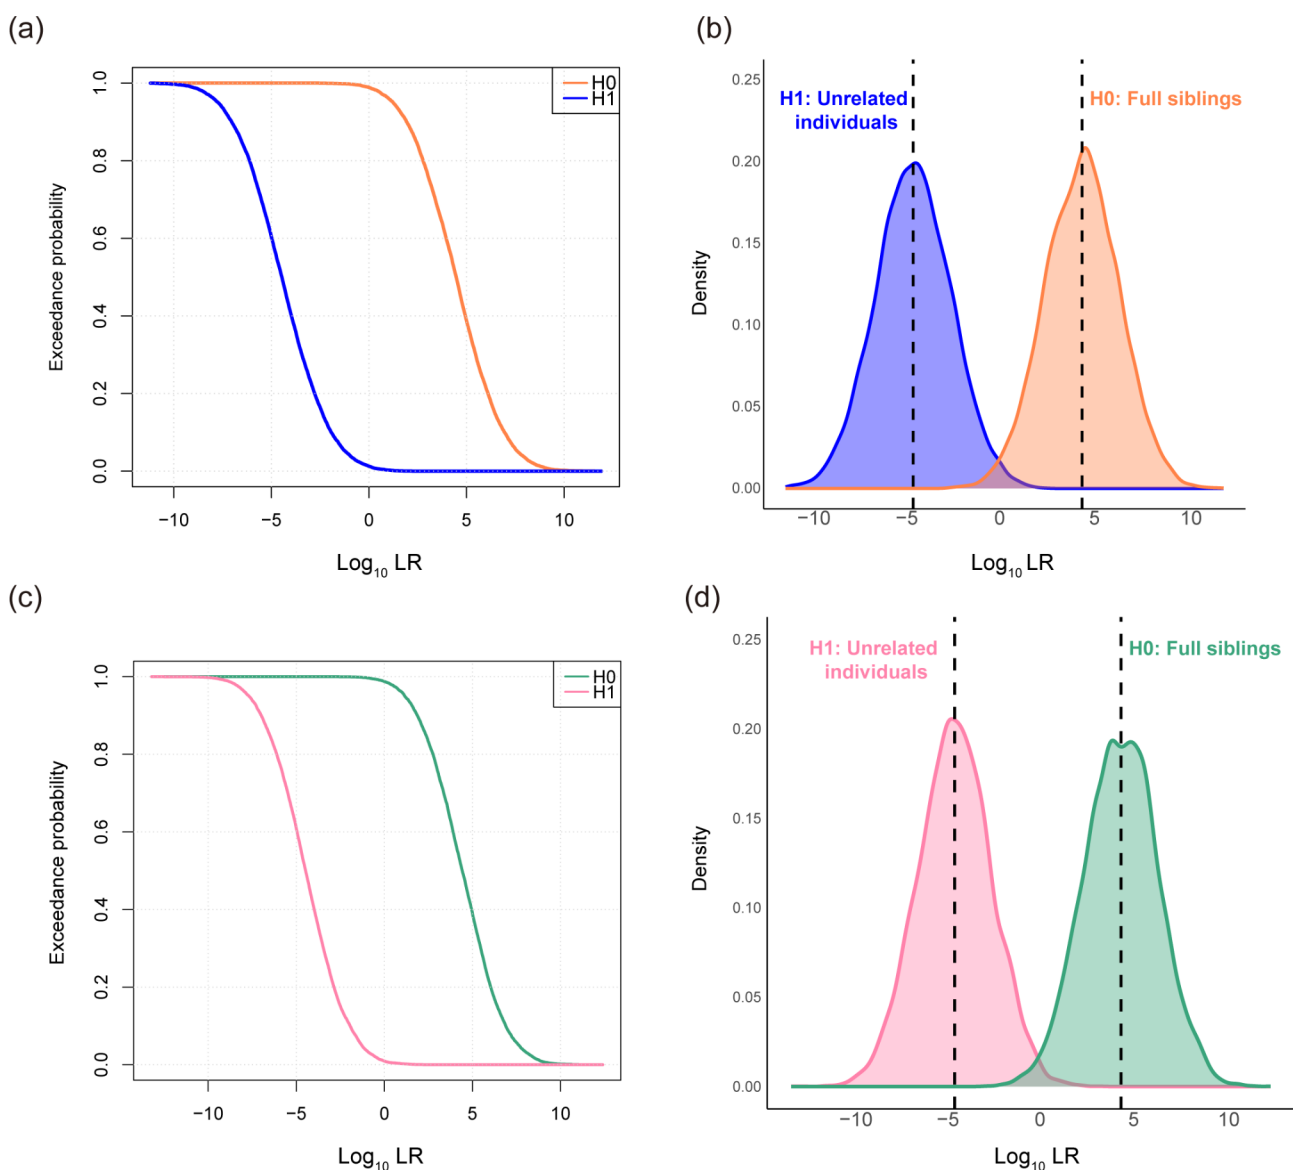 (a)
H0
H1
1.0
0.8
0.6
0.4
0.2
0.0
Exceedance probability
−10 −5 0 5 10
Log10 LR
(b)
H1: Unrelated
individuals
H0: Full siblings
0.25
0.20
0.15
0.10
0.05
0.00
Density
−10 −5 0 5 10
Log10 LR
(c)
H0
H1
1.0
0.8
0.6
0.4
0.2
0.0
Exceedance probability
−10 −5 0 5 10
Log10 LR
(d)
H1: Unrelated
individuals
H0: Full siblings
0.25
0.20
0.15
0.10
0.05
0.00
Density
−10 −5 0 5 10
Log10 LR